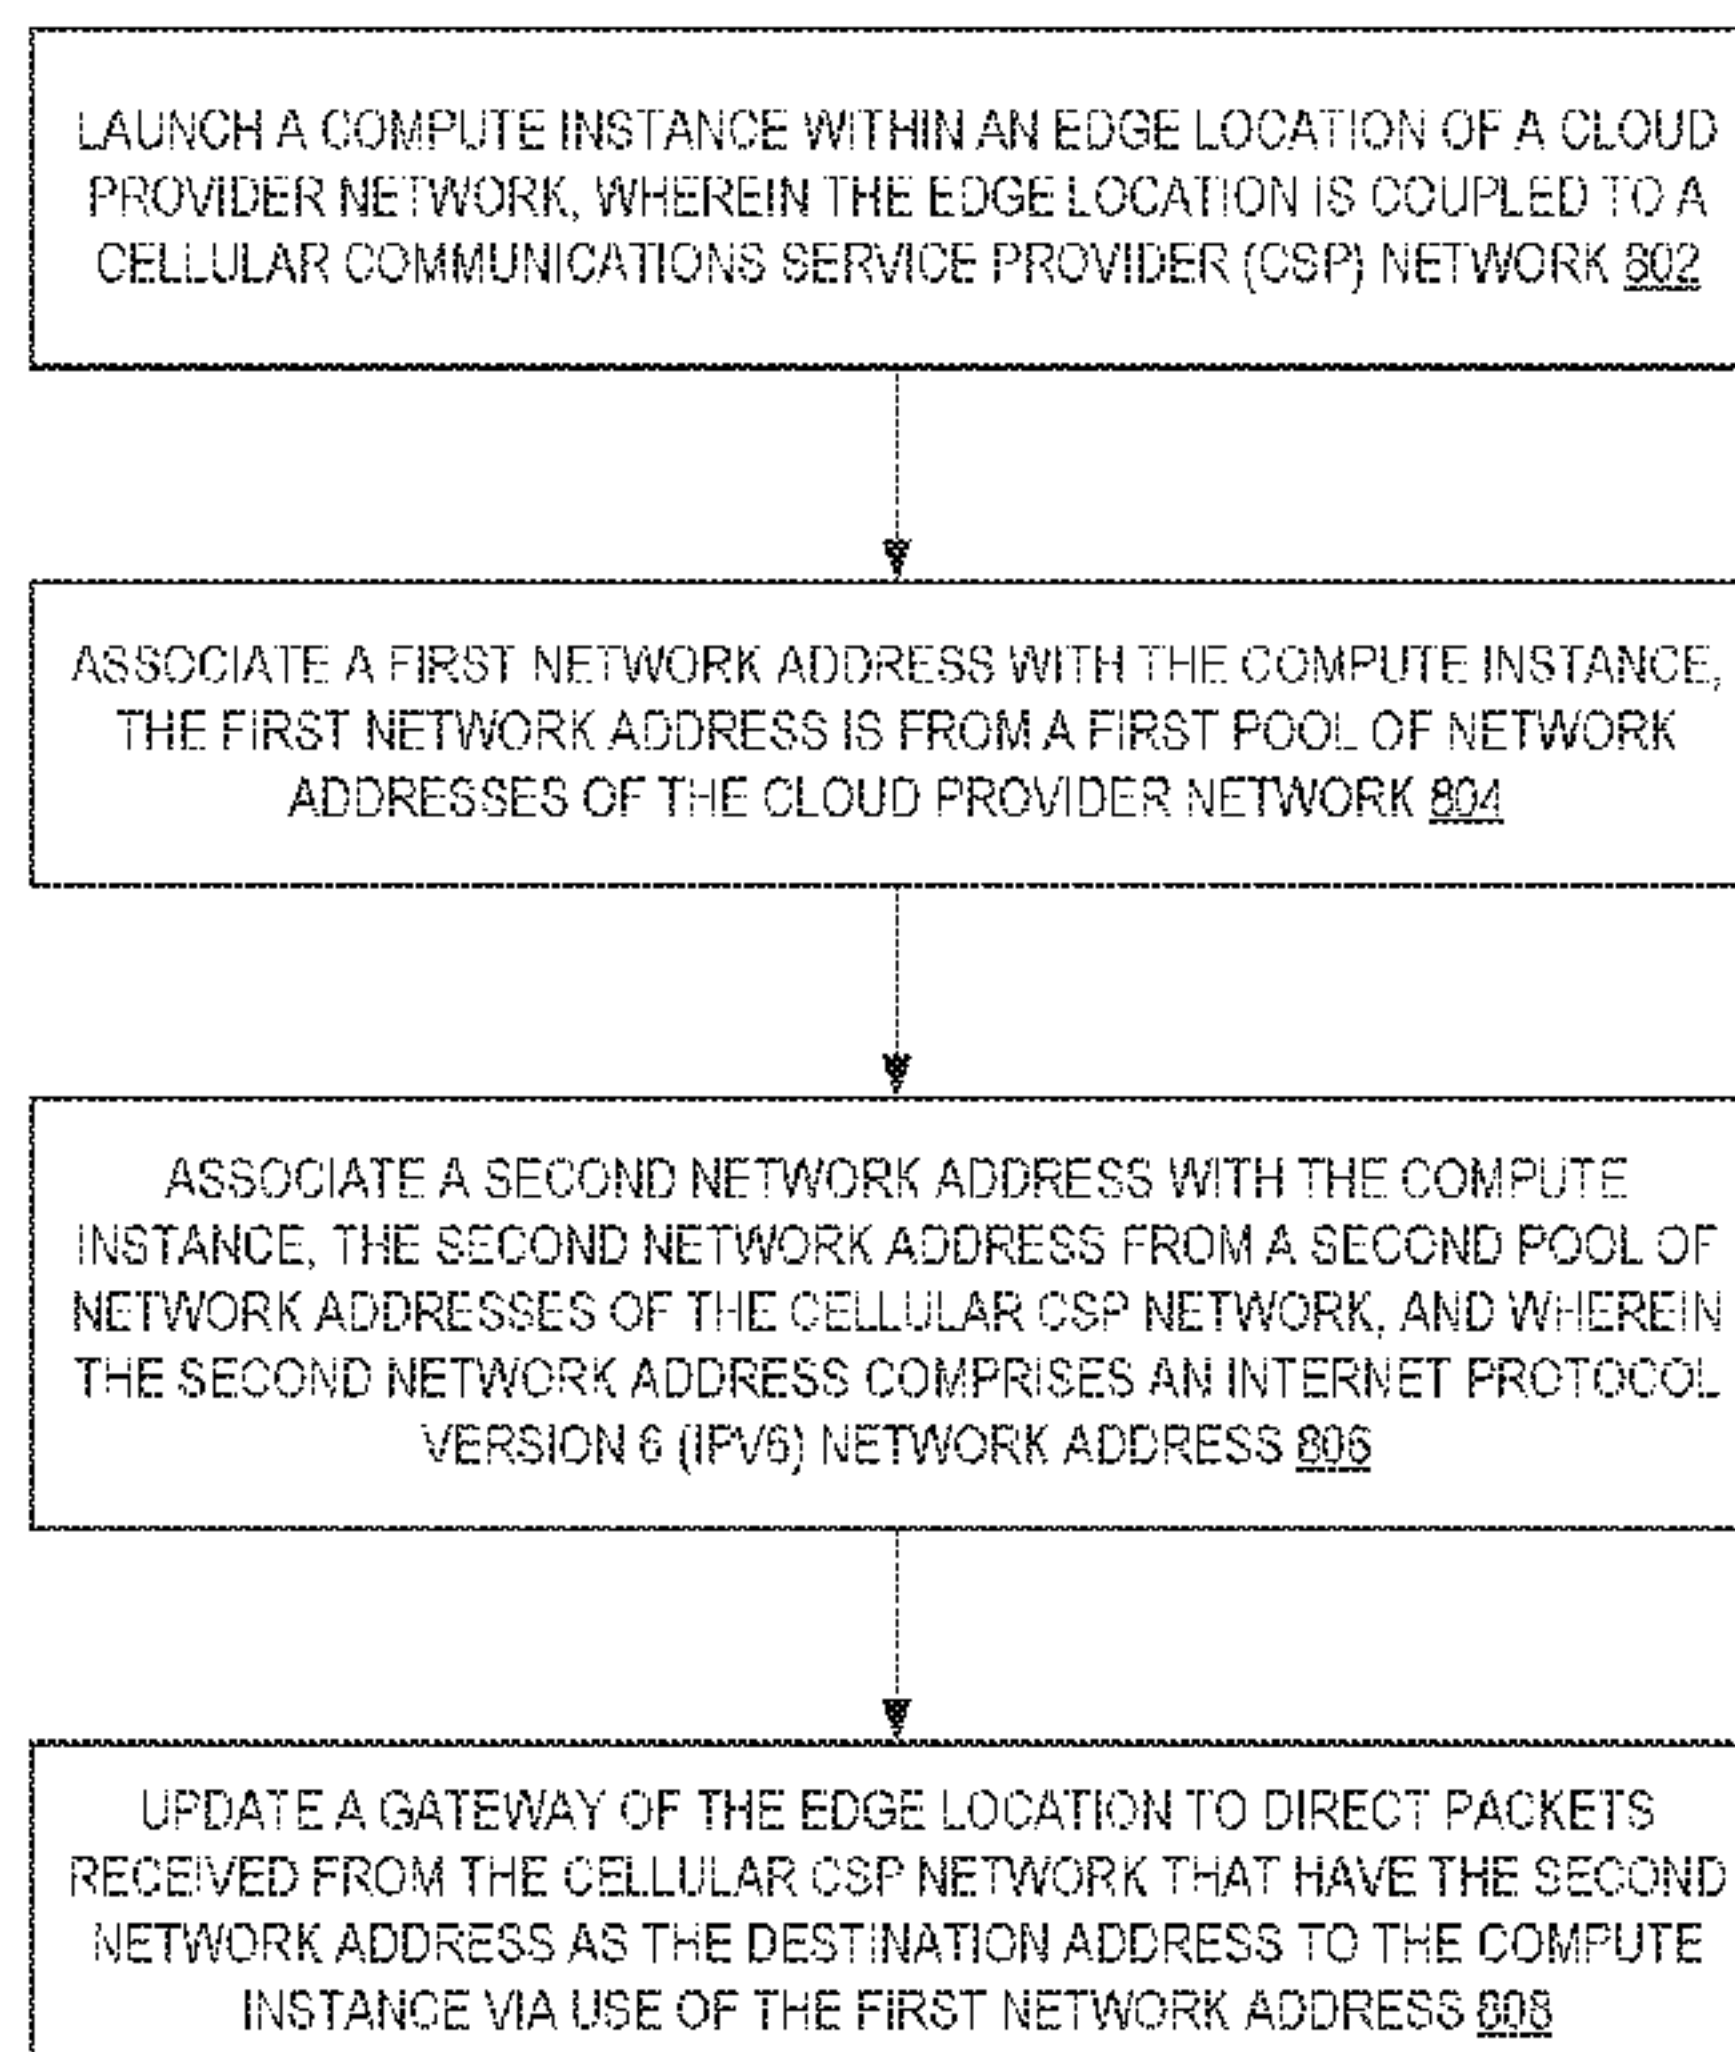 LAUNCH A COMPUTE INSTANCE WITHIN AN EDGE LOCATION OF A CLOUD
PROVIDER NETWORK, WHEREIN THE EDGE LOCATION IS COUPLED TO A
CELLULAR COMMUNICATIONS SERVICE PROVIDER (CSP) NETWORK 802
ASSOCIATE A FIRST NETWORK ADDRESS WITH THE COMPUTE INSTANCE,
THE FIRST NETWORK ADDRESS IS FROM A FIRST POOL OF NETWORK
ADDRESSES OF THE CLOUD PROVIDER NETWORK 804
ASSOCIATE A SECOND NETWORK ADDRESS WITH THE COMPUTE
INSTANCE, THE SECOND NETWORK ADDRESS FROM A SECOND POOL OF
NETWORK ADDRESSES OF THE CELLULAR CSP NETWORK, AND WHEREIN
THE SECOND NETWORK ADDRESS COMPRISES AN INTERNET PROTOCOL
VERSION 6 (IPV6) NETWORK ADDRESS 806
UPDATE A GATEWAY OF THE EDGE LOCATION TO DIRECT PACKETS
RECEIVED FROM THE CELLULAR CSP NETWORK THAT HAVE THE SECOND
NETWORK ADDRESS AS THE DESTINATION ADDRESS TO THE COMPUTE
INSTANCE VIA USE OF THE FIRST NETWORK ADDRESS 808